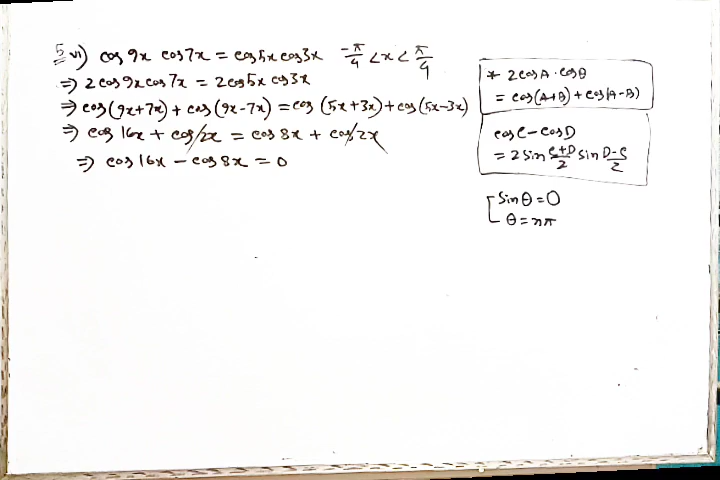 5 vi) cos 9x cos 7x = cos 5x cos 3x -π/4 < x < π/4
⇒ 2 cos 9x cos 7x = 2 cos 5x cos 3x
⇒ cos (9x+7x) + cos (9x-7x) = cos (5x+3x) + cos (5x-3x)
⇒ cos 16x + cos 2x = cos 8x + cos 2x
⇒ cos 16x - cos 8x = 0
* 2 cos A · cos B
= cos (A+B) + cos (A-B)
cos C - cos D
= 2 sin (C+D)/2 sin (D-C)/2
sin θ = 0
θ = nπ